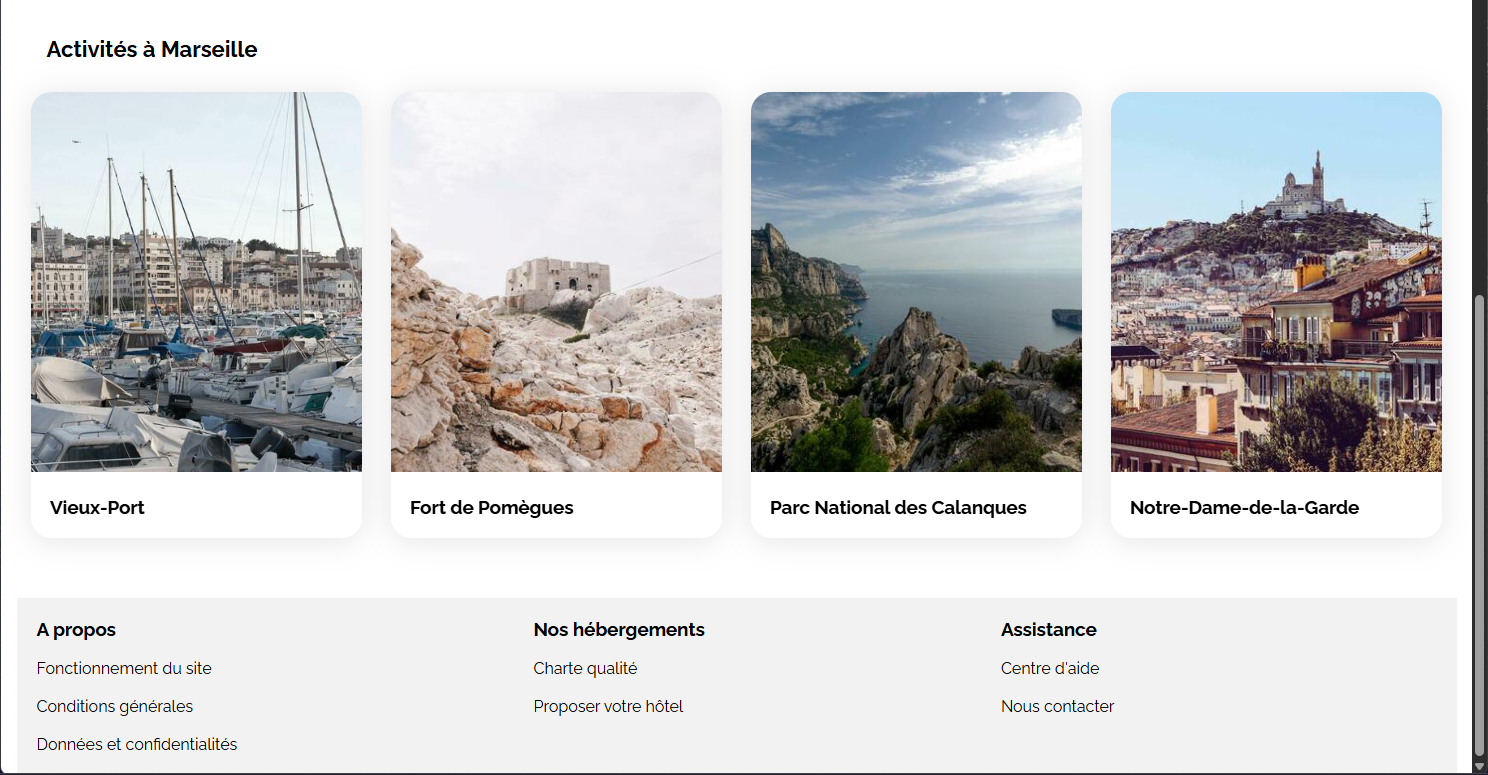 Activités à Marseille
Vieux-Port
Fort de Pomègues
Parc National des Calanques
Notre-Dame-de-la-Garde
A propos
Fonctionnement du site
Conditions générales
Données et confidentialités
Nos hébergements
Charte qualité
Proposer votre hôtel
Assistance
Centre d'aide
Nous contacter